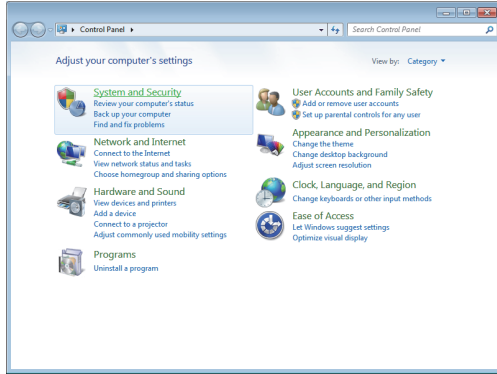 Control Panel
Search Control Panel
Adjust your computer's settings
View by: Category
System and Security
Review your computer's status
Back up your computer
Find and fix problems
Network and Internet
Connect to the Internet
View network status and tasks
Choose homegroup and sharing options
Hardware and Sound
View devices and printers
Add a device
Connect to a projector
Adjust commonly used mobility settings
Programs
Uninstall a program
User Accounts and Family Safety
Add or remove user accounts
Set up parental controls for any user
Appearance and Personalization
Change the theme
Change desktop background
Adjust screen resolution
Clock, Language, and Region
Change keyboards or other input methods
Ease of Access
Let Windows suggest settings
Optimize visual display